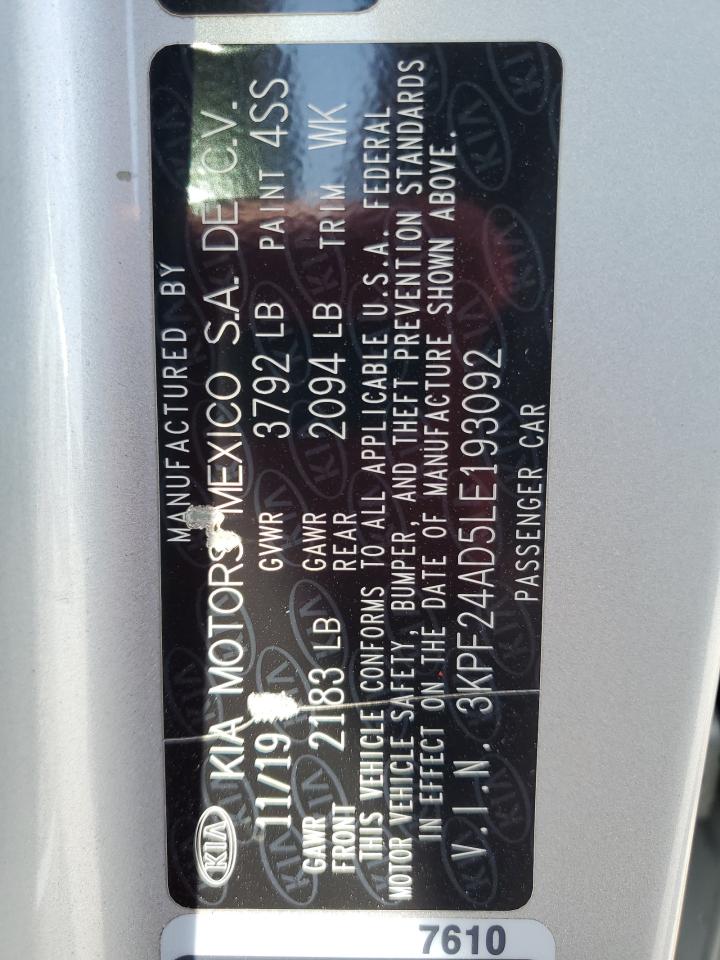 MANUFACTURED BY
KIA KIA MOTORS MEXICO S.A. DE C.V.
11/19 GVWR 3792 LB PAINT 4SS
GAWR FRONT 2183 LB GAWR REAR 2094 LB TRIM WK
THIS VEHICLE CONFORMS TO ALL APPLICABLE U.S.A. FEDERAL
MOTOR VEHICLE SAFETY, BUMPER, AND THEFT PREVENTION STANDARDS
IN EFFECT ON THE DATE OF MANUFACTURE SHOWN ABOVE.
V.I.N. 3KPF24AD5LE193092
PASSENGER CAR
7610